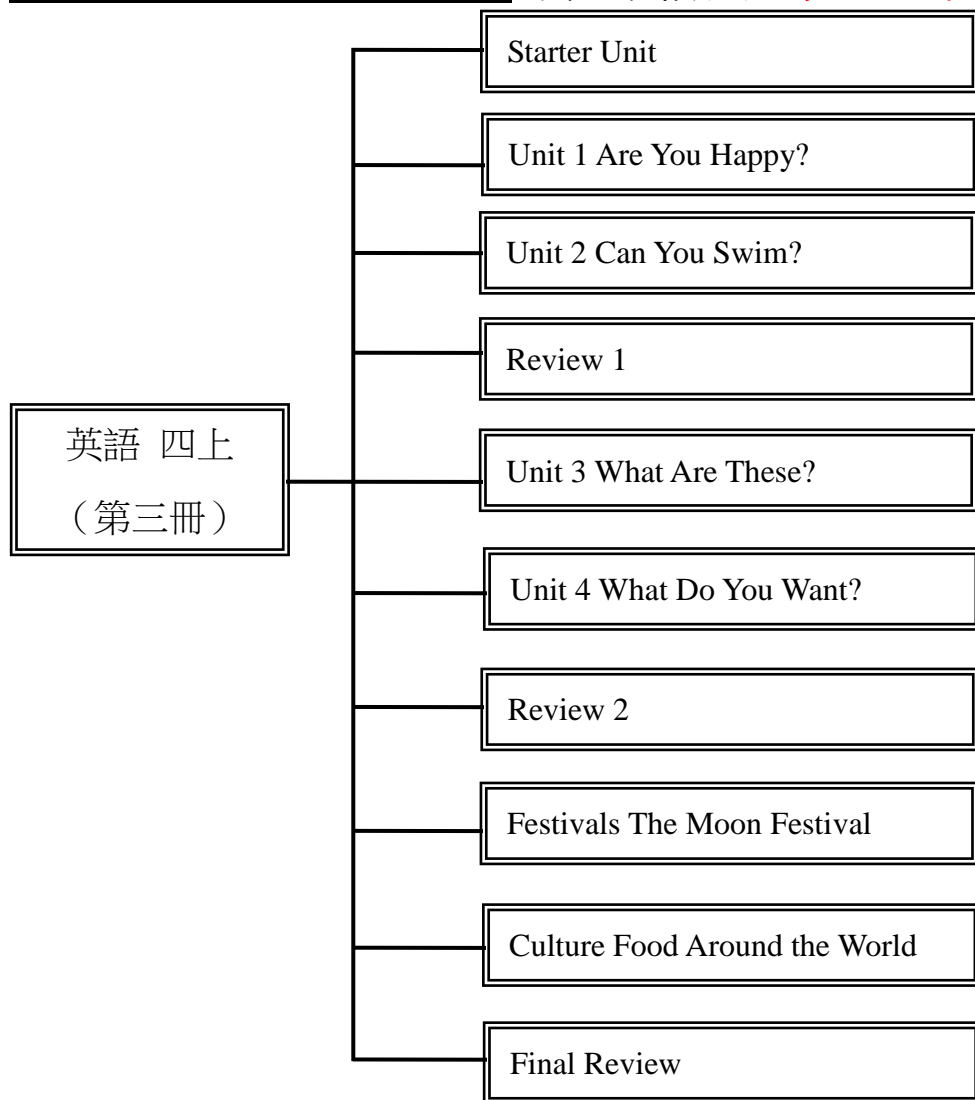 Starter Unit
Unit 1 Are You Happy?
Unit 2 Can You Swim?
Review 1
英語 四上
（第三冊）
Unit 3 What Are These?
Unit 4 What Do You Want?
Review 2
Festivals The Moon Festival
Culture Food Around the World
Final Review